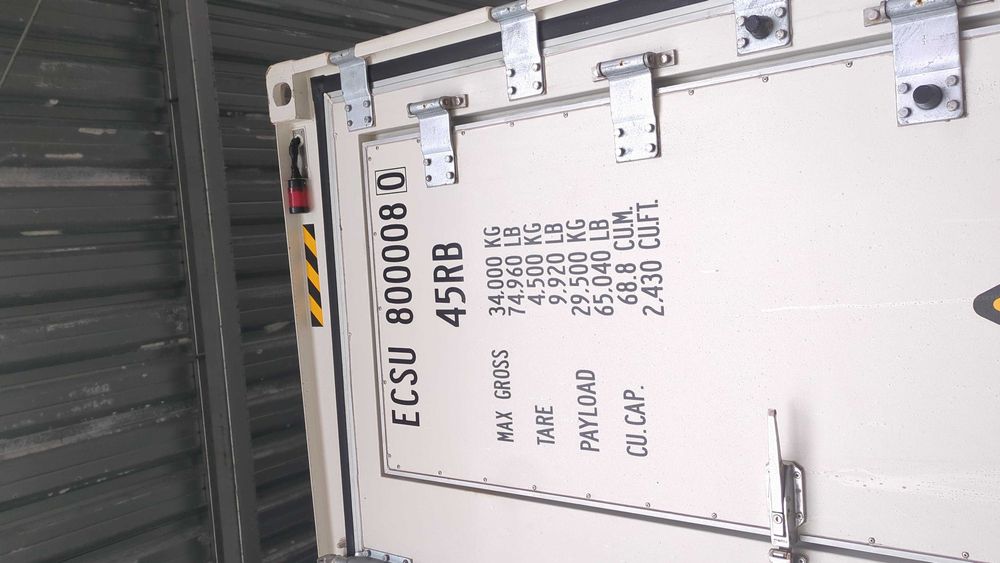 ECSU 800008 0
45RB
MAX GROSS 34.000 KG
74.960 LB
TARE 4.500 KG
9.920 LB
PAYLOAD 29.500 KG
65.040 LB
CU.CAP. 68.8 CU.M.
2.430 CU.FT.